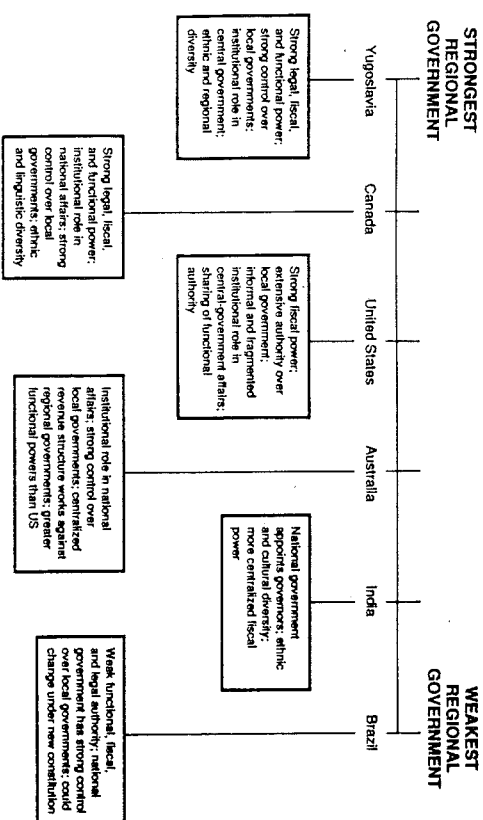 STRONGEST
REGIONAL
GOVERNMENT
WEAKEST
REGIONAL
GOVERNMENT
Yugoslavia
Canada
United States
Australia
India
Brazil
Strong legal, fiscal,
and functional power;
strong control over
local governments;
institutional role in
central government;
ethnic and regional
diversity
Strong legal, fiscal,
and functional power;
institutional role in
national affairs; strong
control over local
governments; ethnic
and linguistic diversity
Strong fiscal power;
extensive authority over
local government;
informal and fragmented
institutional role in
central-government affairs;
sharing of functional
authority
Institutional role in national
affairs; strong control over
local governments; centralized
revenue structure works against
regional governments; greater
functional powers than US
National government
appoints governors; ethnic
and cultural diversity;
more centralized fiscal
power
Weak functional, fiscal,
and legal authority; national
government has strong control
over local governments; could
change under new constitution